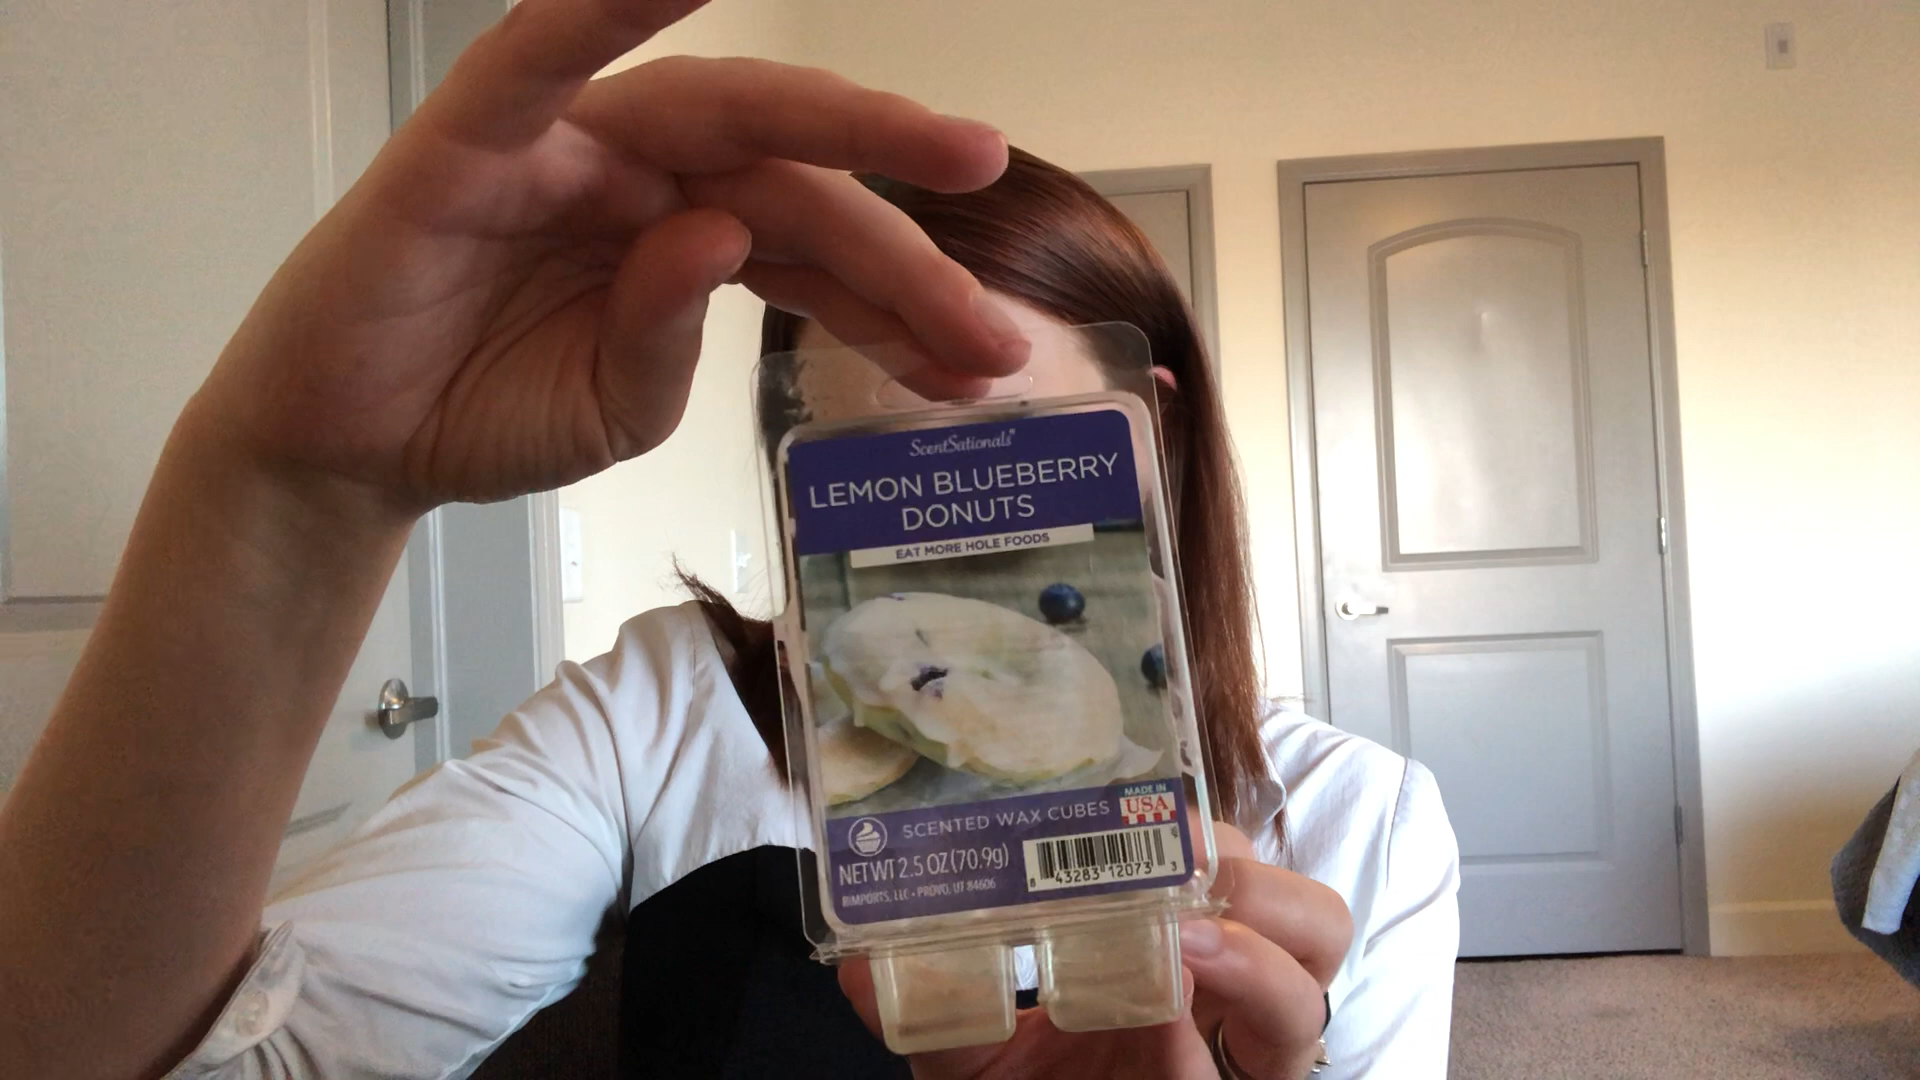 ScentSationals®
LEMON BLUEBERRY
DONUTS
EAT MORE HOLE FOODS
MADE IN
USA
SCENTED WAX CUBES
NET WT 2.5 OZ (70.9g)
RIMPORTS, LLC • PROVO, UT 84606
8 43283 12073 3